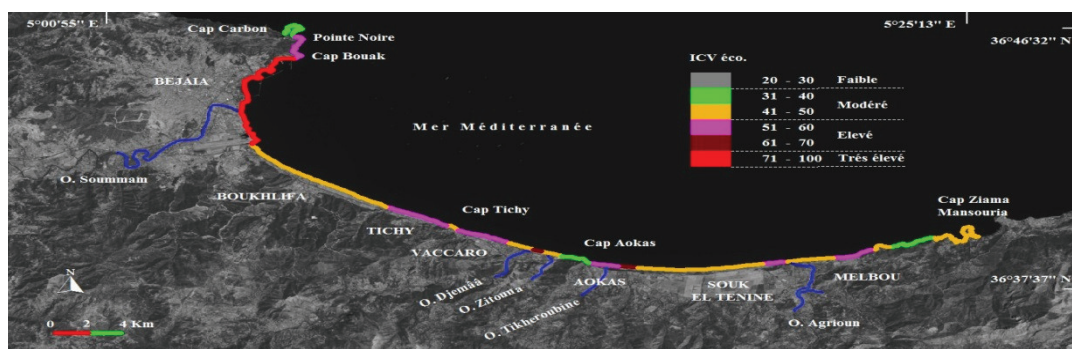 5°00'55'' E
5°25'13'' E
36°46'32'' N
Cap Carbon
Pointe Noire
Cap Bouak
BEJAIA
ICV éco.
20 - 30 Faible
31 - 40
Modéré
41 - 50
51 - 60
Elevé
61 - 70
71 - 100 Trés élevé
Mer Méditerranée
O. Soummam
BOUKHLIFA
Cap Tichy
TICHY
VACCARO
Cap Aokas
Cap Ziama
Mansouria
O. Djemâa
O. Zitouna
O. Tikheroubine
AOKAS
SOUK
EL TENINE
MELBOU
36°37'37'' N
O. Agrioun
N
0 2 4 Km